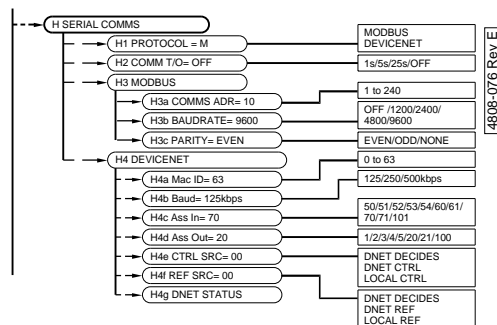 H SERIAL COMMS
H1 PROTOCOL = M
MODBUS
DEVICENET
H2 COMM T/O= OFF
1s/5s/25s/OFF
H3 MODBUS
H3a COMMS ADR= 10
1 to 240
H3b BAUDRATE= 9600
OFF /1200/2400/
4800/9600
H3c PARITY= EVEN
EVEN/ODD/NONE
H4 DEVICENET
H4a Mac ID= 63
0 to 63
H4b Baud= 125kbps
125/250/500kbps
H4c Ass In= 70
50/51/52/53/54/60/61/
70/71/101
H4d Ass Out= 20
1/2/3/4/5/20/21/100
H4e CTRL SRC= 00
DNET DECIDES
DNET CTRL
LOCAL CTRL
H4f REF SRC= 00
DNET DECIDES
DNET REF
LOCAL REF
H4g DNET STATUS
4808-076 Rev E